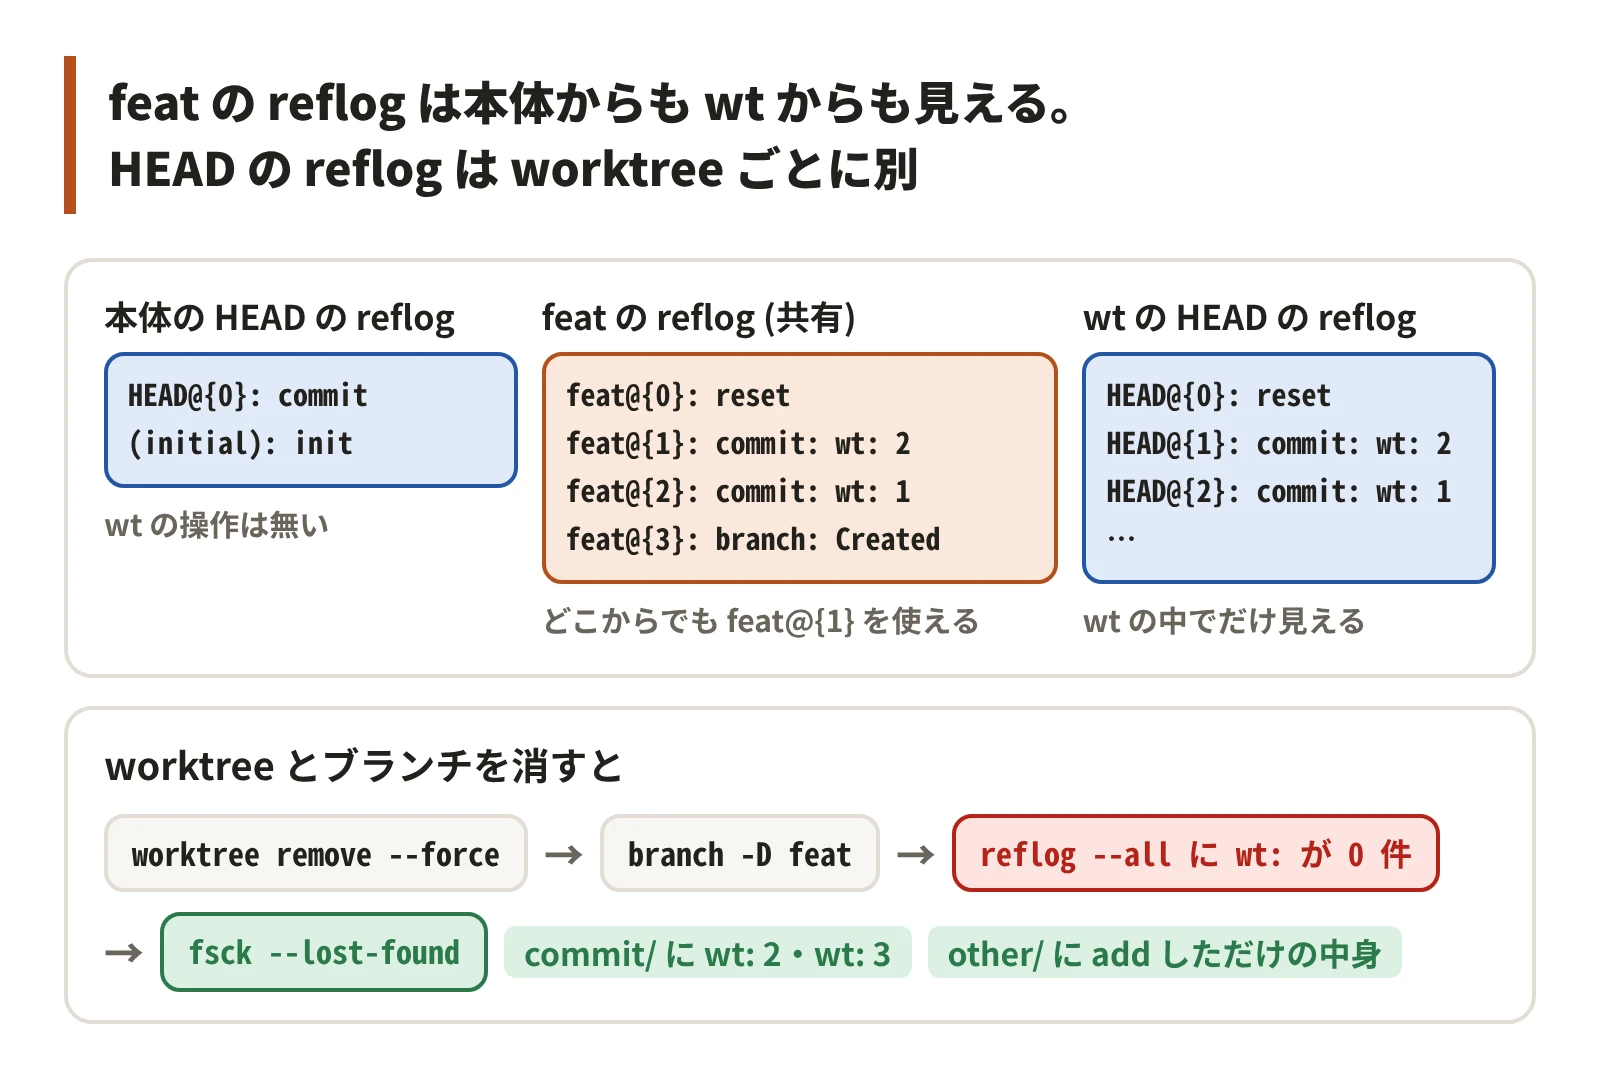 feat の reflog は本体からも wt からも見える。
HEAD の reflog は worktree ごとに別
本体の HEAD の reflog
HEAD@{0}: commit
(initial): init
wt の操作は無い
feat の reflog (共有)
feat@{0}: reset
feat@{1}: commit: wt: 2
feat@{2}: commit: wt: 1
feat@{3}: branch: Created
どこからでも feat@{1} を使える
wt の HEAD の reflog
HEAD@{0}: reset
HEAD@{1}: commit: wt: 2
HEAD@{2}: commit: wt: 1
…
wt の中でだけ見える
worktree とブランチを消すと
worktree remove --force → branch -D feat → reflog --all に wt: が 0 件
→ fsck --lost-found commit/ に wt: 2・wt: 3 other/ に add しただけの中身